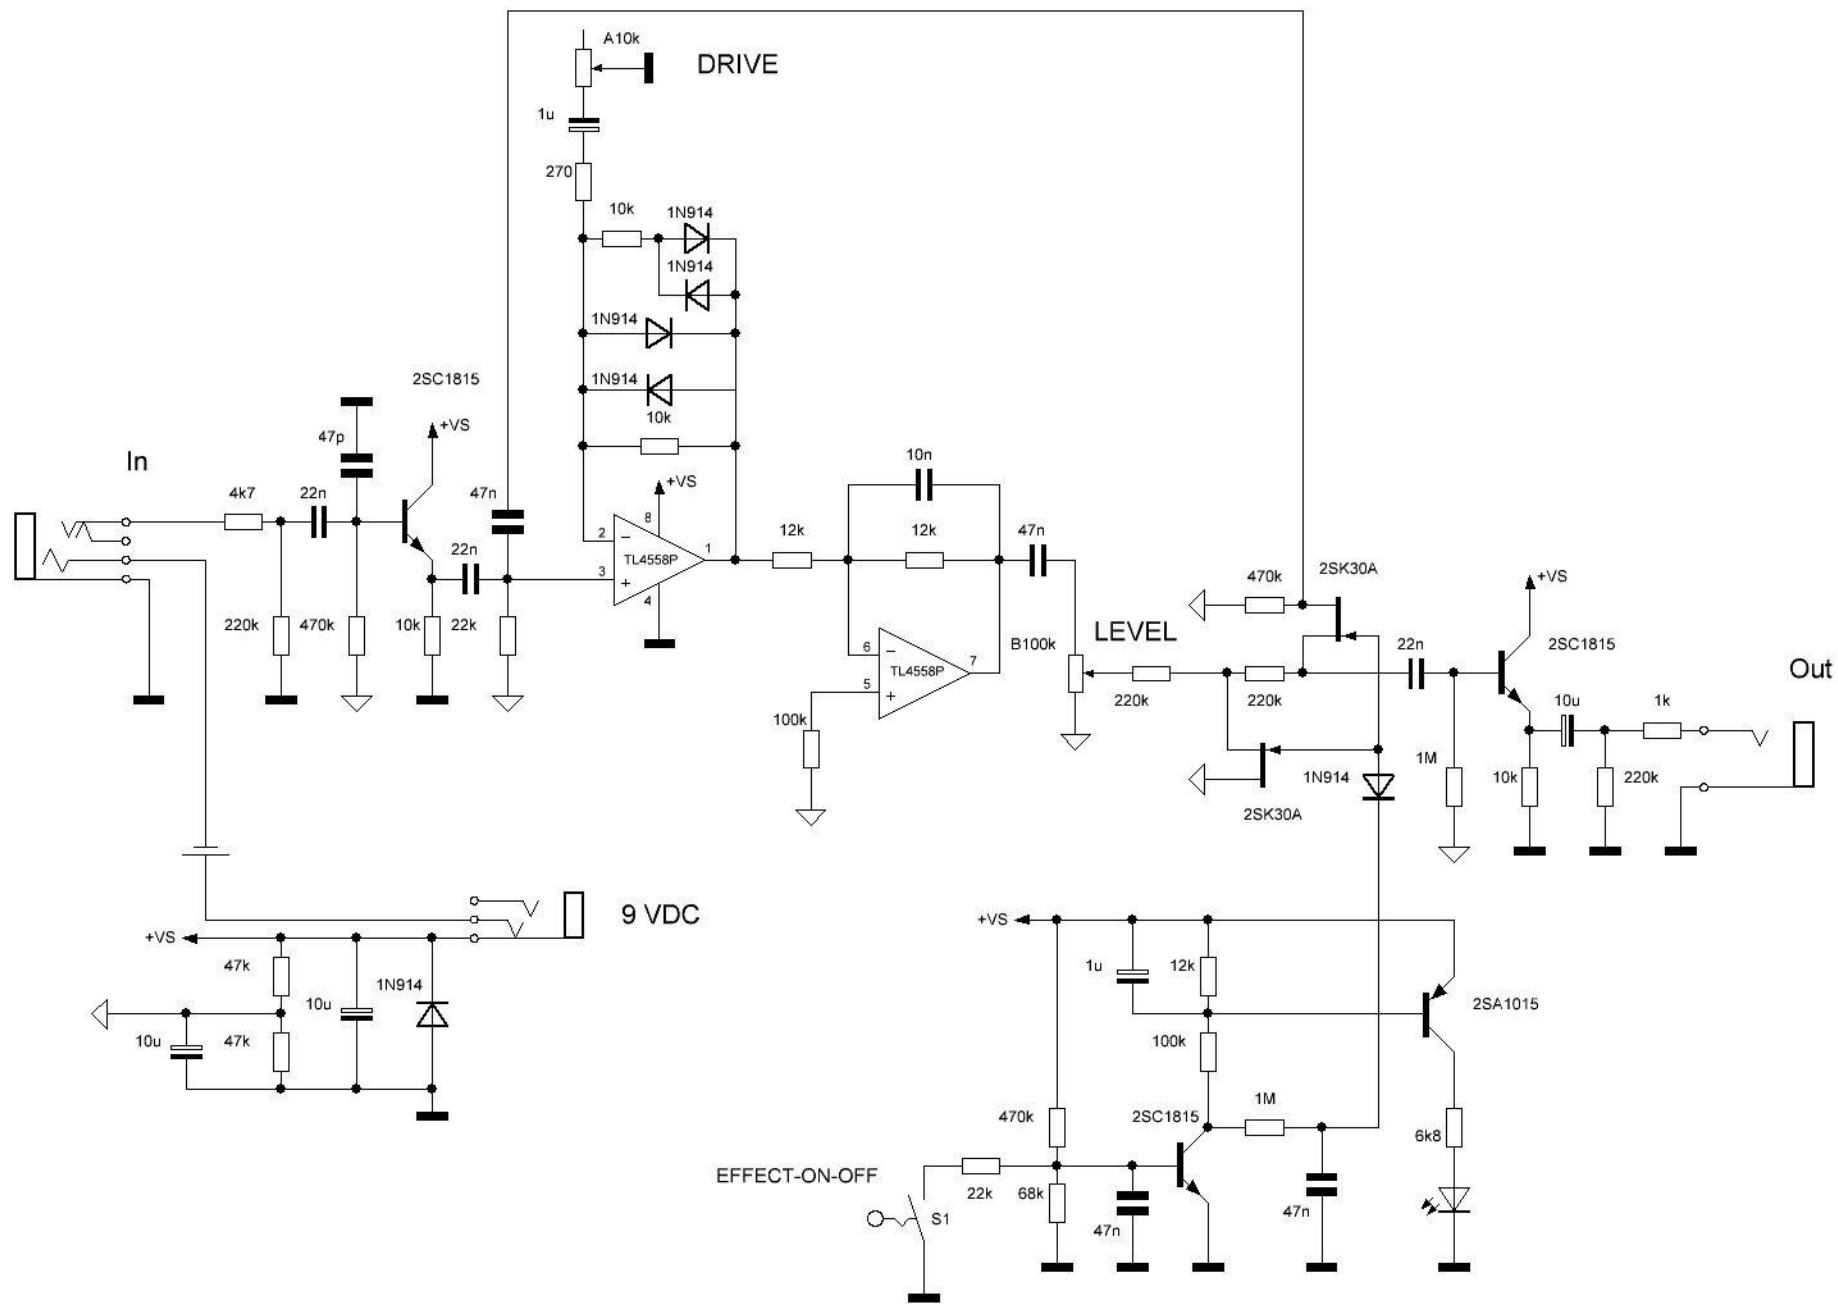 A10k
DRIVE
1u
270
10k
1N914
1N914
1N914
1N914
10k
2SC1815
+VS
47p
In
4k7
22n
47n
22n
220k
470k
10k
22k
+VS
8
2
−
TL4558P
1
3
+
4
12k
10n
12k
47n
6
−
TL4558P
7
5
+
100k
B100k
LEVEL
220k
220k
470k
2SK30A
22n
+VS
2SC1815
Out
10u
1k
1M
10k
220k
1N914
2SK30A
9 VDC
+VS
47k
1N914
10u
10u
47k
+VS
1u
12k
2SA1015
100k
470k
2SC1815
1M
6k8
EFFECT-ON-OFF
22k
68k
S1
47n
47n